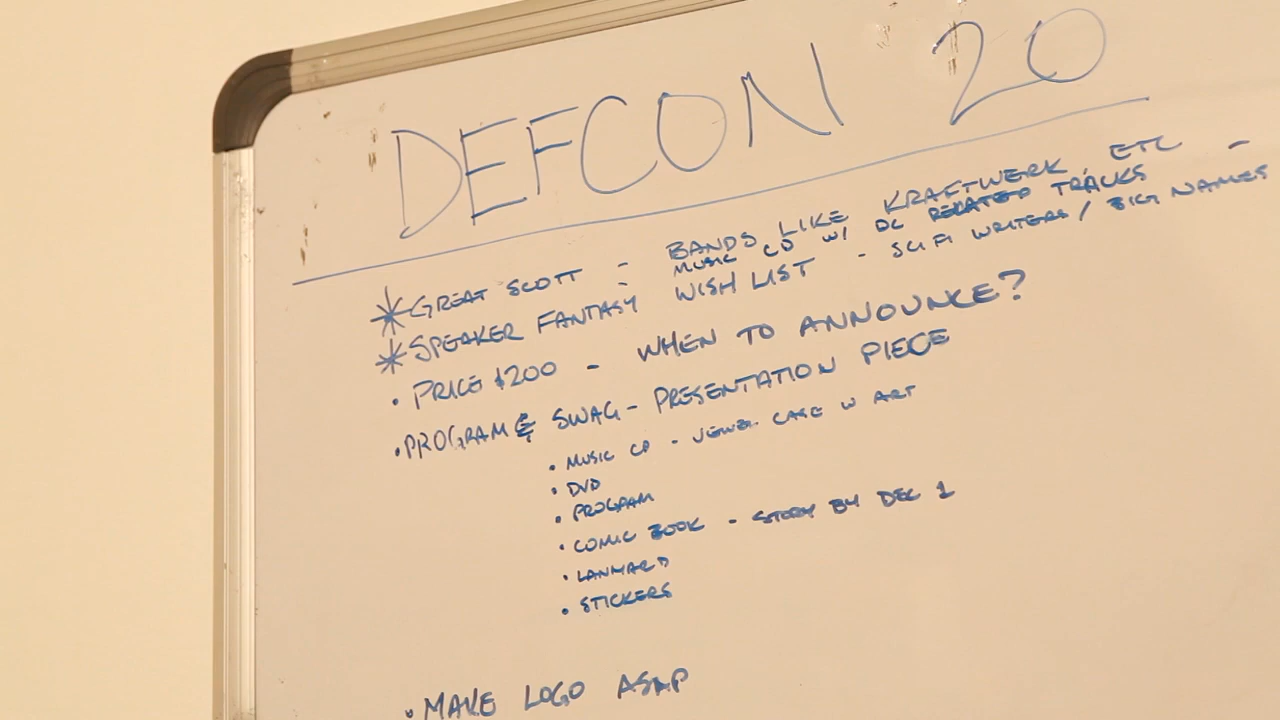 DEFCON 20
* GREAT SCOTT - BANDS LIKE KRAFTWERK ETC -
MUSIC CD W/ DC RELATED TRACKS
* SPEAKER FANTASY WISH LIST - SCIFI WRITERS / BIG NAMES
• PRICE $200 - WHEN TO ANNOUNCE?
• PROGRAM & SWAG - PRESENTATION PIECE
• MUSIC CD - JEWEL CASE W ART
• DVD
• PROGRAM
• COMIC BOOK - STORY BY DEC 1
• LANYARD
• STICKERS
• MAKE LOGO ASAP